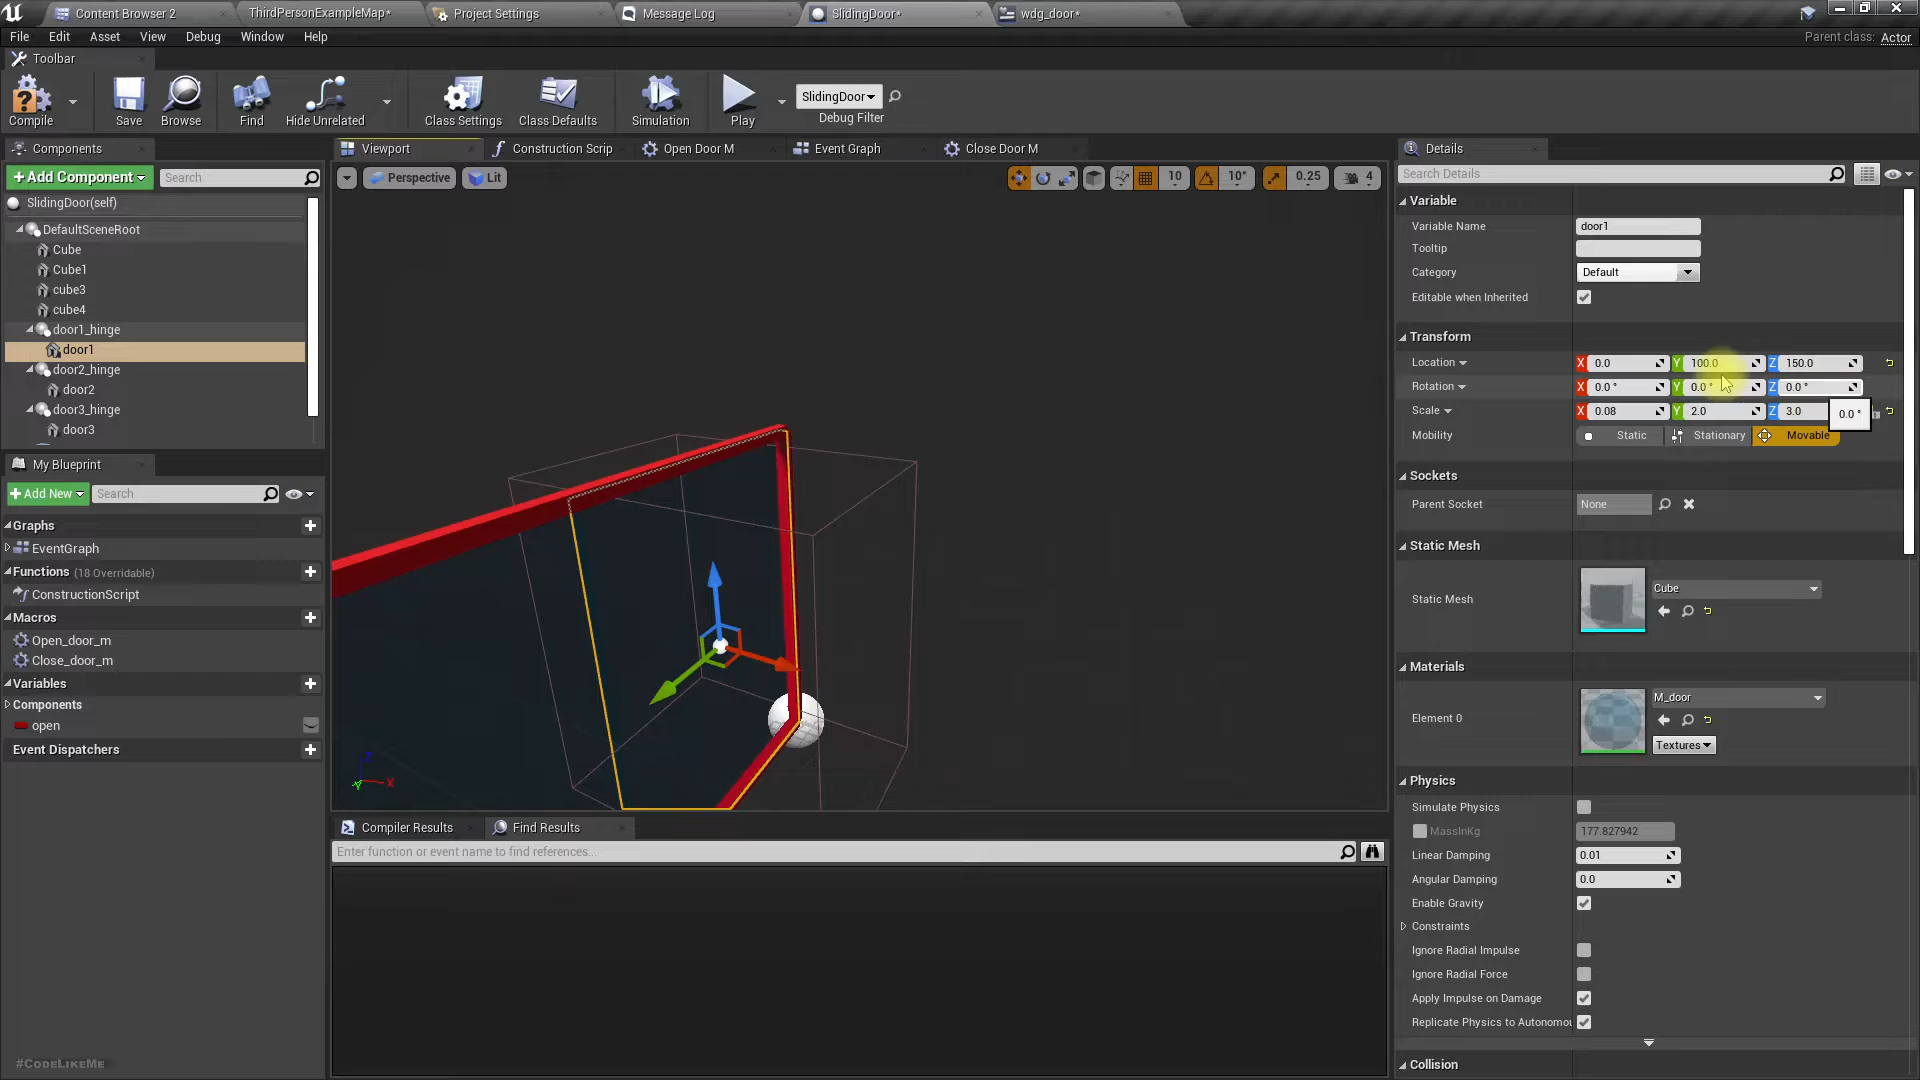 Content Browser 2
ThirdPersonExampleMap*
Project Settings
Message Log
SlidingDoor*
wdg_door*
File Edit Asset View Debug Window Help
Parent class: Actor
Toolbar
Compile
Save
Browse
Find
Hide Unrelated
Class Settings
Class Defaults
Simulation
Play
SlidingDoor
Debug Filter
Components
+Add Component
Search
SlidingDoor(self)
DefaultSceneRoot
Cube
Cube1
cube3
cube4
door1_hinge
door1
door2_hinge
door2
door3_hinge
door3
My Blueprint
Add New
Search
Graphs
EventGraph
Functions (18 Overridable)
ConstructionScript
Macros
Open_door_m
Close_door_m
Variables
Components
open
Event Dispatchers
#CodeLikeMe
Viewport
Construction Scrip
Open Door M
Event Graph
Close Door M
Perspective
Lit
10
10°
0.25
4
Z
X
Y
Compiler Results
Find Results
Enter function or event name to find references...
Details
Search Details
Variable
Variable Name door1
Tooltip
Category Default
Editable when Inherited
Transform
Location X 0.0 Y 100.0 Z 150.0
Rotation X 0.0 ° Y 0.0 ° Z 0.0 °
Scale X 0.08 Y 2.0 Z 3.0
0.0 °
Mobility Static Stationary Movable
Sockets
Parent Socket None
Static Mesh
Static Mesh Cube
Materials
Element 0 M_door
Textures
Physics
Simulate Physics
MassInKg 177.827942
Linear Damping 0.01
Angular Damping 0.0
Enable Gravity
Constraints
Ignore Radial Impulse
Ignore Radial Force
Apply Impulse on Damage
Replicate Physics to Autonomou
Collision